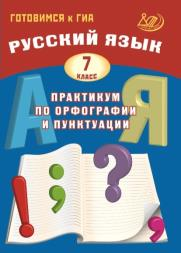 ГОТОВИМСЯ К ГИА
РУССКИЙ ЯЗЫК
7
КЛАСС
А Я
ПРАКТИКУМ
ПО ОРФОГРАФИИ
И ПУНКТУАЦИИ
! ; ? ;